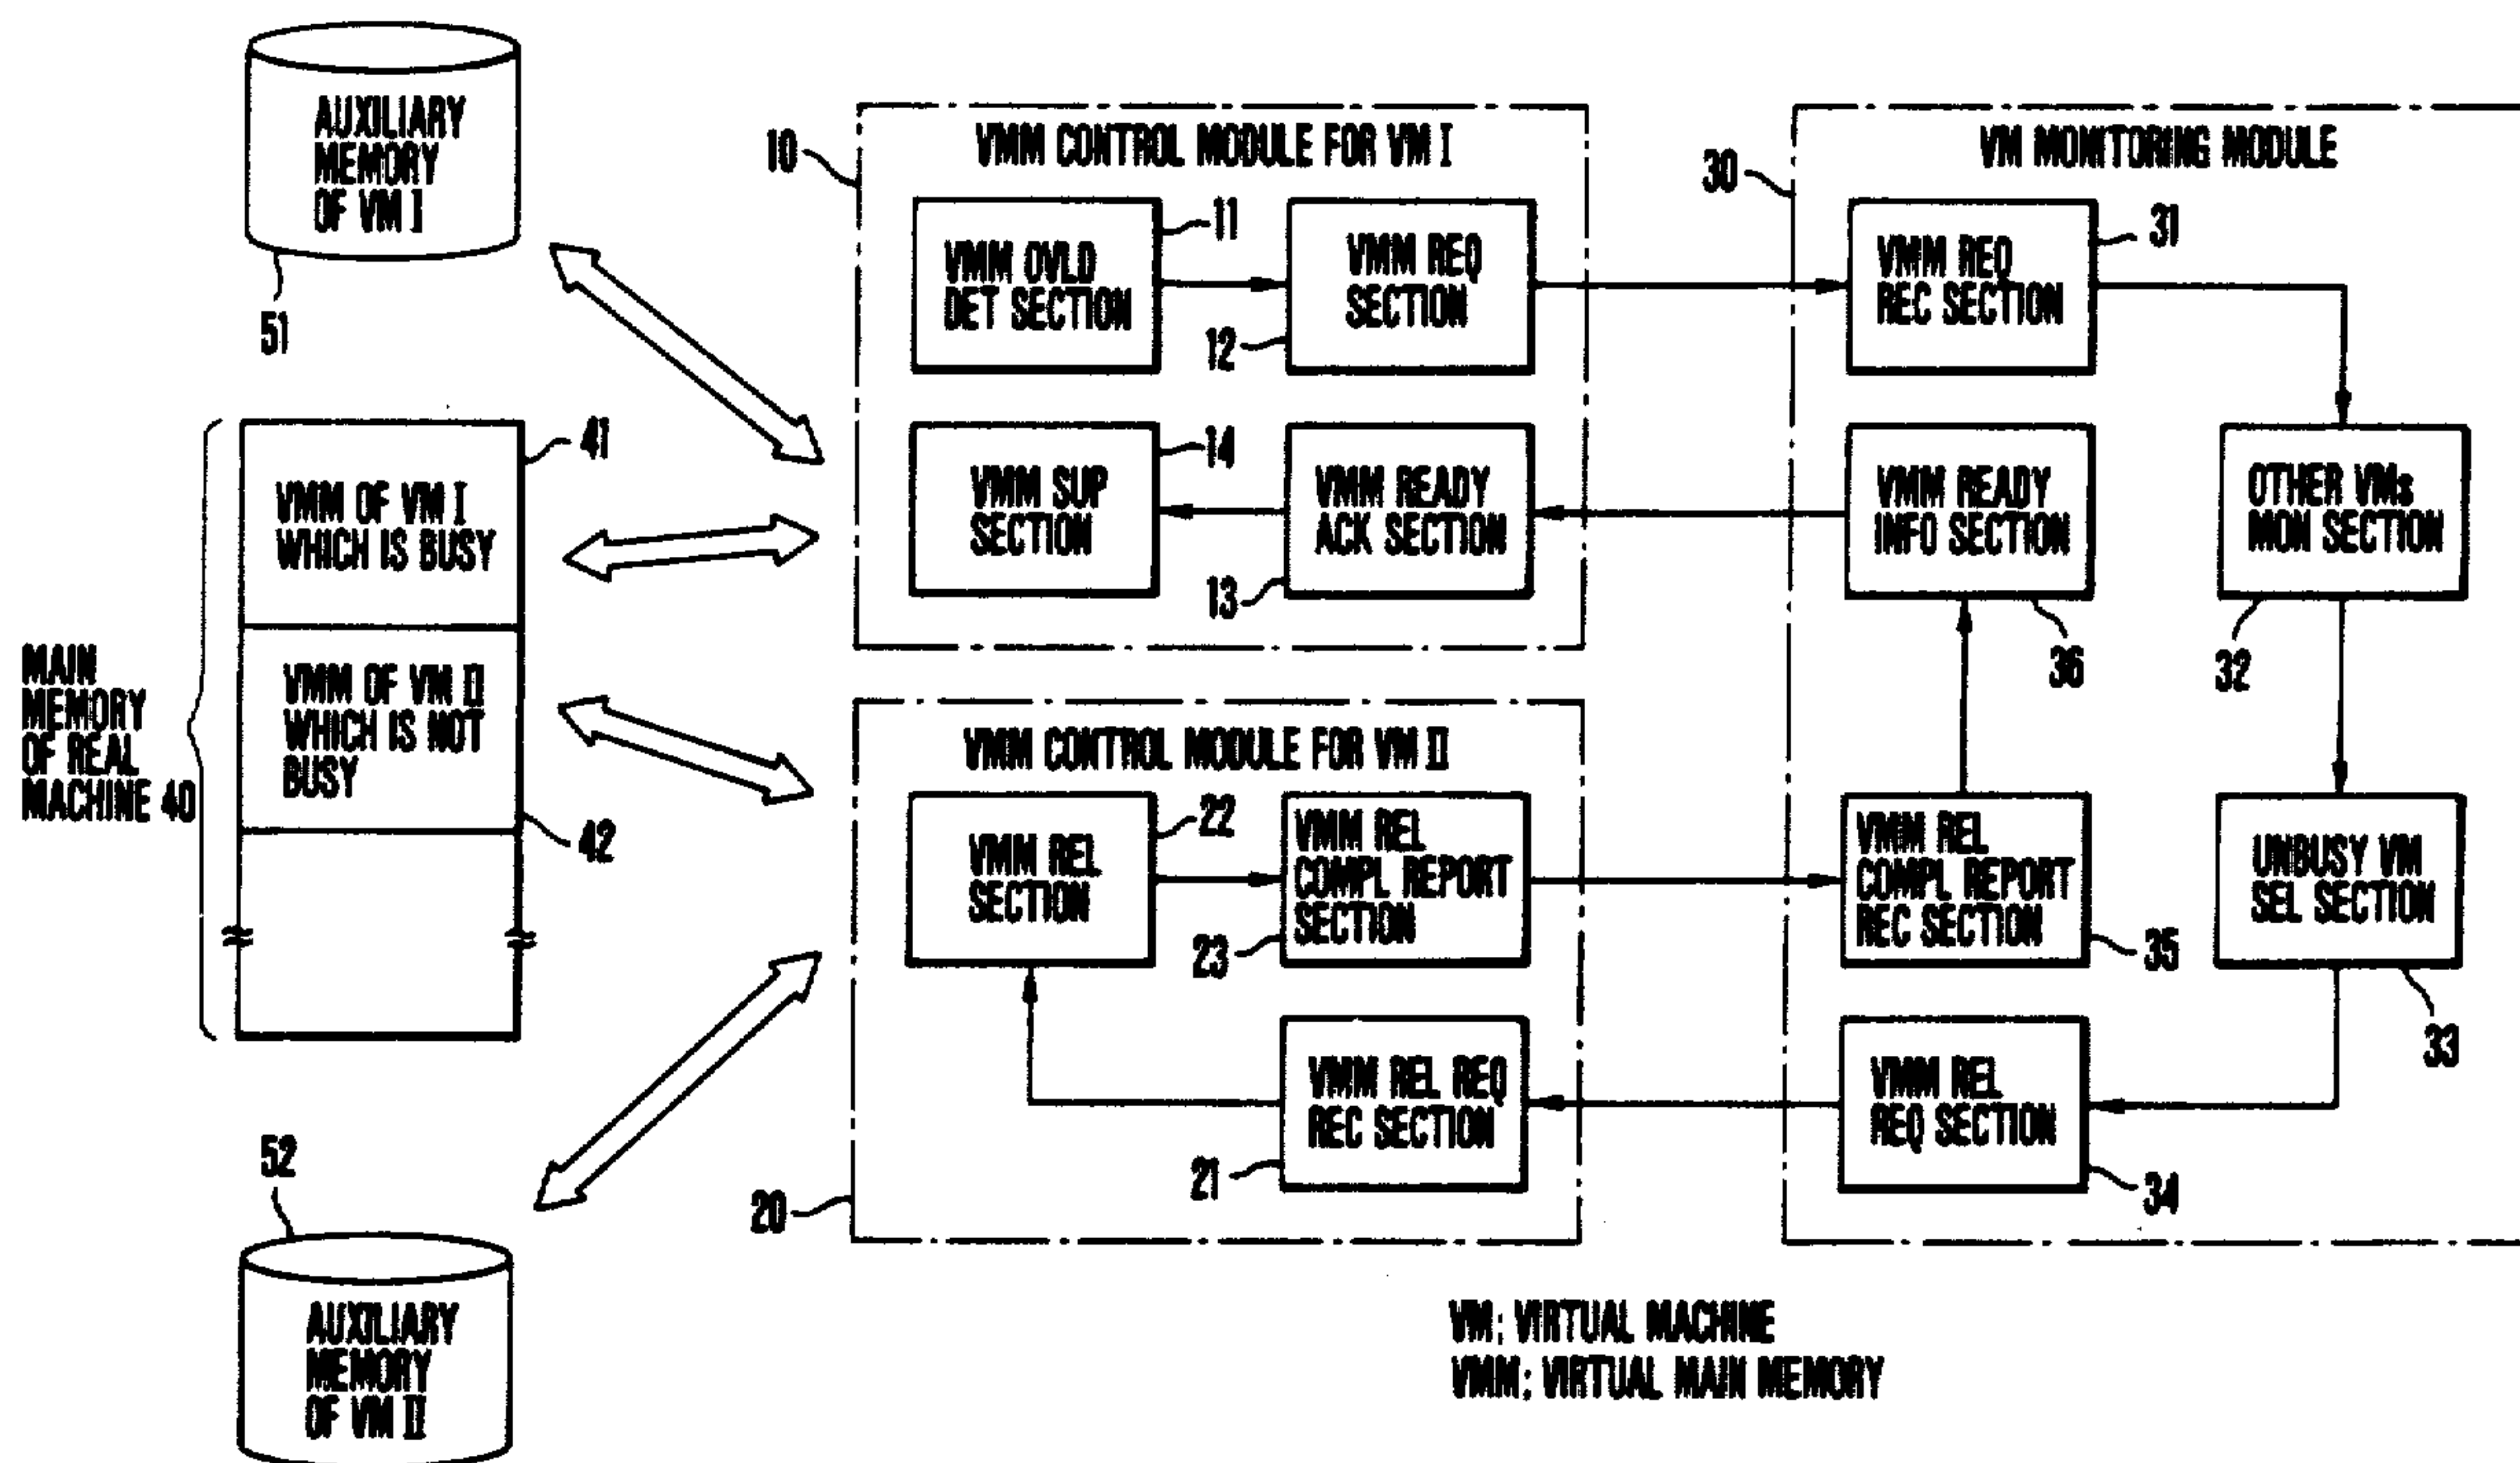 AUXILIARY
MEMORY
OF VM I
51
MAIN
MEMORY
OF REAL
MACHINE 40
41
VMM OF VM I
WHICH IS BUSY
VMM OF VM II
WHICH IS NOT
BUSY
42
52
AUXILIARY
MEMORY
OF VM II
10
VMM CONTROL MODULE FOR VM I
11
VMM OVLD
DET SECTION
VMM REQ
SECTION
12
14
VMM SUP
SECTION
VMM READY
ACK SECTION
13
VMM CONTROL MODULE FOR VM II
22
VMM REL
SECTION
VMM REL
COMPL REPORT
SECTION
23
VMM REL REQ
REC SECTION
21
20
30
VM MONITORING MODULE
31
VMM REQ
REC SECTION
VMM READY
INFO SECTION
36
OTHER VMs
MON SECTION
32
VMM REL
COMPL REPORT
REC SECTION
35
UNBUSY VM
SEL SECTION
33
VMM REL
REQ SECTION
34
VM; VIRTUAL MACHINE
VMM; VIRTUAL MAIN MEMORY